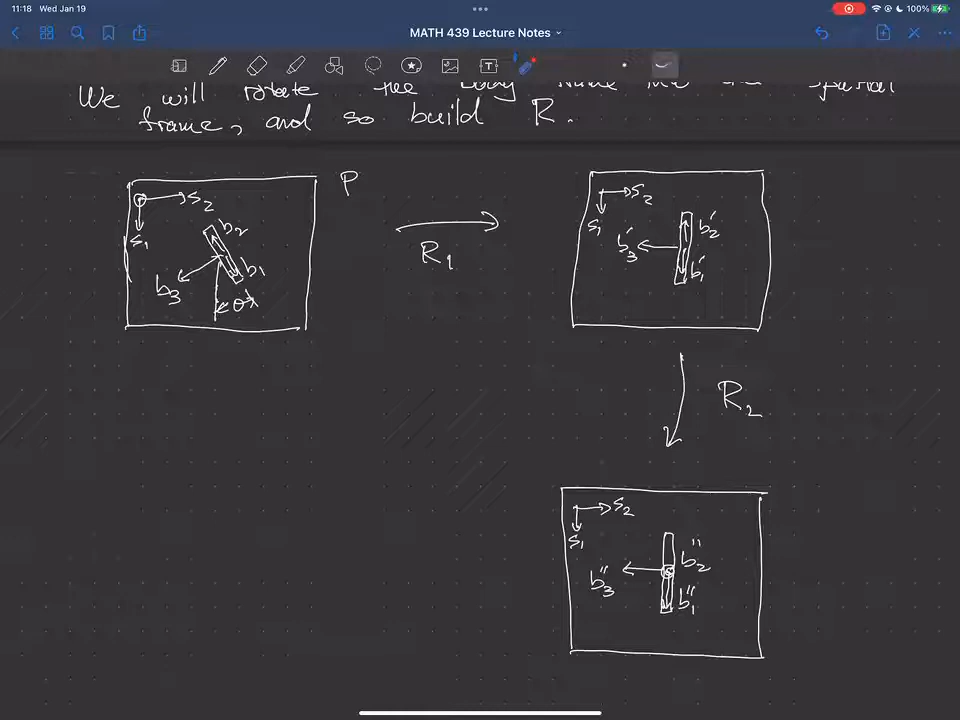 11:18 Wed Jan 19
100%
MATH 439 Lecture Notes
We will rotate the body frame into the spatial
frame, and so build R.
P
s₂
s₁
b₂
b₁
b₃
θ*
R₁
s₂
s₁
b₂'
b₃'
b₁'
R₂
s₂
s₁
b₂''
b₃''
b₁''